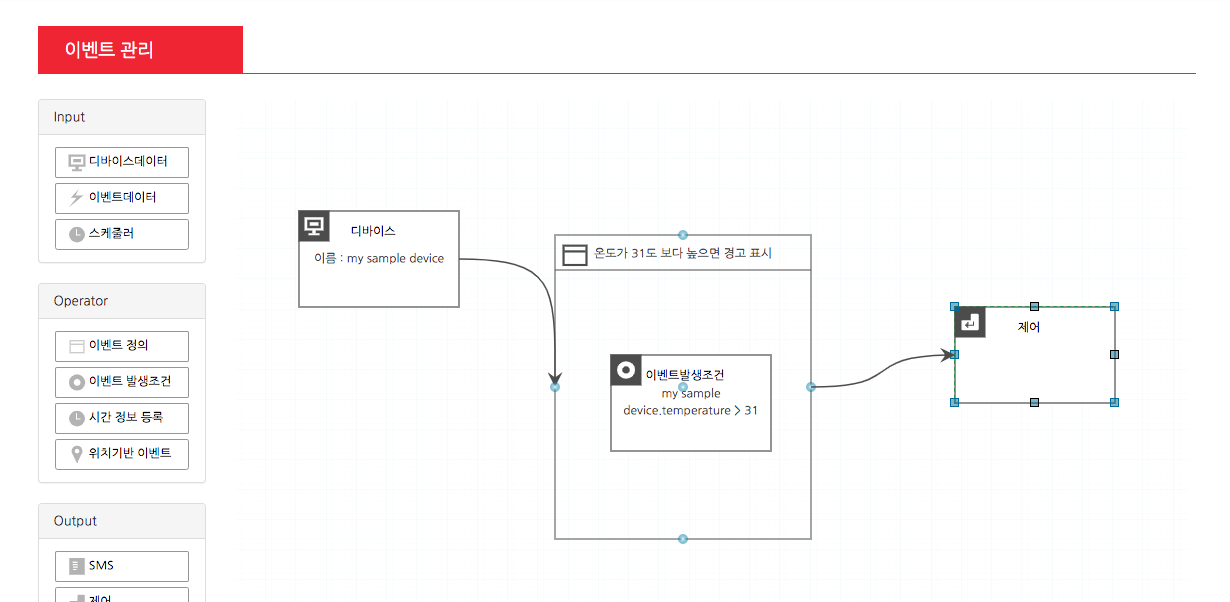 이벤트 관리
Input
디바이스데이터
이벤트데이터
스케줄러
Operator
이벤트 정의
이벤트 발생조건
시간 정보 등록
위치기반 이벤트
Output
SMS
제어
디바이스
이름 : my sample device
온도가 31도 보다 높으면 경고 표시
이벤트발생조건
my sample
device.temperature > 31
제어